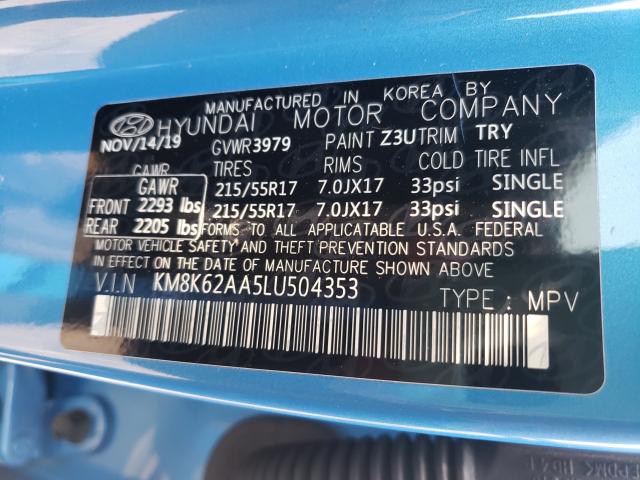 MANUFACTURED IN KOREA BY
HYUNDAI MOTOR COMPANY
NOV/14/19 GVWR 3979 PAINT Z3U TRIM TRY
GAWR TIRES RIMS COLD TIRE INFL
GAWR 215/55R17 7.0JX17 33psi SINGLE
FRONT 2293 lbs 215/55R17 7.0JX17 33psi SINGLE
REAR 2205 lbs FORMS TO ALL APPLICATABLE U.S.A. FEDERAL
MOTOR VEHICLE SAFETY AND THEFT PREVENTION STANDARDS
IN EFFECT ON THE DATE OF MANUFACTURE SHOWN ABOVE
V.I.N KM8K62AA5LU504353 TYPE : MPV